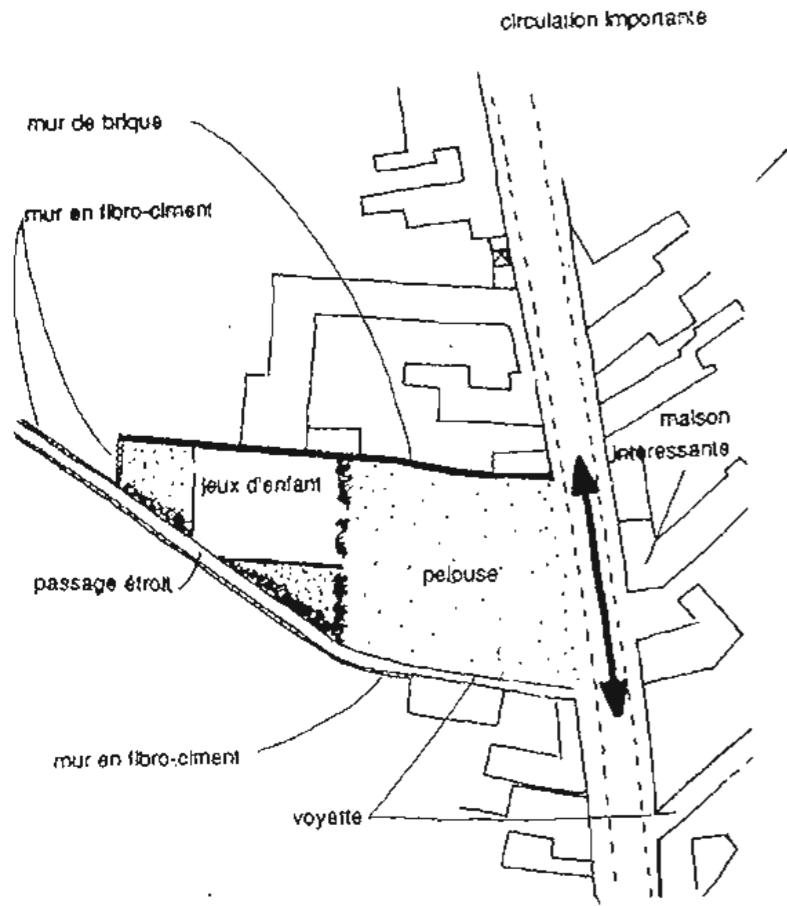 circulation importante
mur de brique
mur en fibro-ciment
maison
intéressante
jeux d'enfant
passage étroit
pelouse
mur en fibro-ciment
voyette